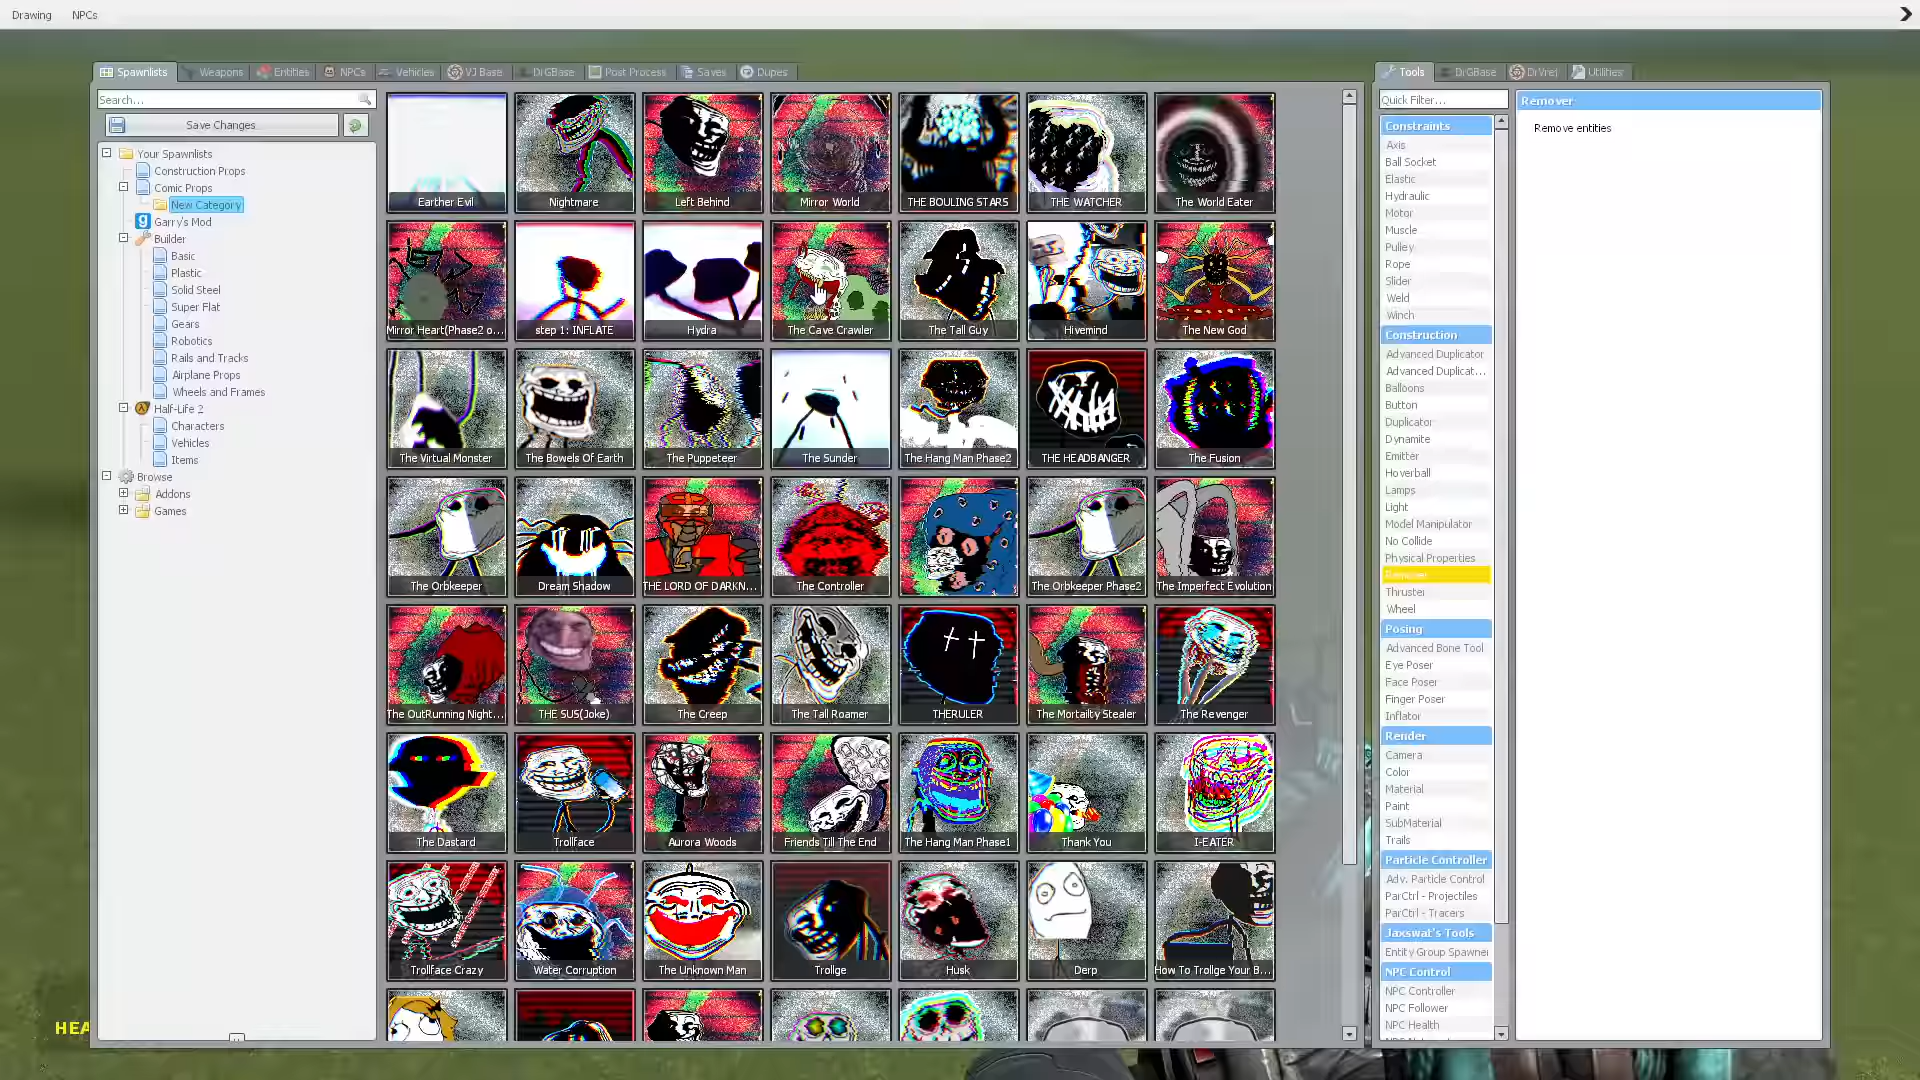 Drawing NPCs
Spawnlists Weapons Entities NPCs Vehicles VJ Base DrGBase Post Process Saves Dupes
Search...
Save Changes
Your Spawnlists
Construction Props
Comic Props
New Category
Garry's Mod
Builder
Basic
Plastic
Solid Steel
Super Flat
Gears
Robotics
Rails and Tracks
Airplane Props
Wheels and Frames
Half-Life 2
Characters
Vehicles
Items
Browse
Addons
Games
HEA
Earther Evil Nightmare Left Behind Mirror World THE BOULING STARS THE WATCHER The World Eater
Mirror Heart(Phase2 o... step 1: INFLATE Hydra The Cave Crawler The Tall Guy Hivemind The New God
The Virtual Monster The Bowels Of Earth The Puppeteer The Sunder The Hang Man Phase2 THE HEADBANGER The Fusion
The Orbkeeper Dream Shadow THE LORD OF DARKN... The Controller The Orbkeeper Phase2 The Imperfect Evolution
The OutRunning Night... THE SUS(Joke) The Creep The Tall Roamer THERULER The Mortailty Stealer The Revenger
The Dastard Trollface Aurora Woods Friends Till The End The Hang Man Phase1 Thank You I-EATER
Trollface Crazy Water Corruption The Unknown Man Trollge Husk Derp How To Trollge Your B...
Tools DrGBase DrVrej Utilities
Quick Filter...
Constraints
Axis
Ball Socket
Elastic
Hydraulic
Motor
Muscle
Pulley
Rope
Slider
Weld
Winch
Construction
Advanced Duplicator
Advanced Duplicat...
Balloons
Button
Duplicator
Dynamite
Emitter
Hoverball
Lamps
Light
Model Manipulator
No Collide
Physical Properties
Remover
Thruster
Wheel
Posing
Advanced Bone Tool
Eye Poser
Face Poser
Finger Poser
Inflator
Render
Camera
Color
Material
Paint
SubMaterial
Trails
Particle Controller
Adv. Particle Control
ParCtrl - Projectiles
ParCtrl - Tracers
Jaxswat's Tools
Entity Group Spawner
NPC Control
NPC Controller
NPC Follower
NPC Health
Remover
Remove entities